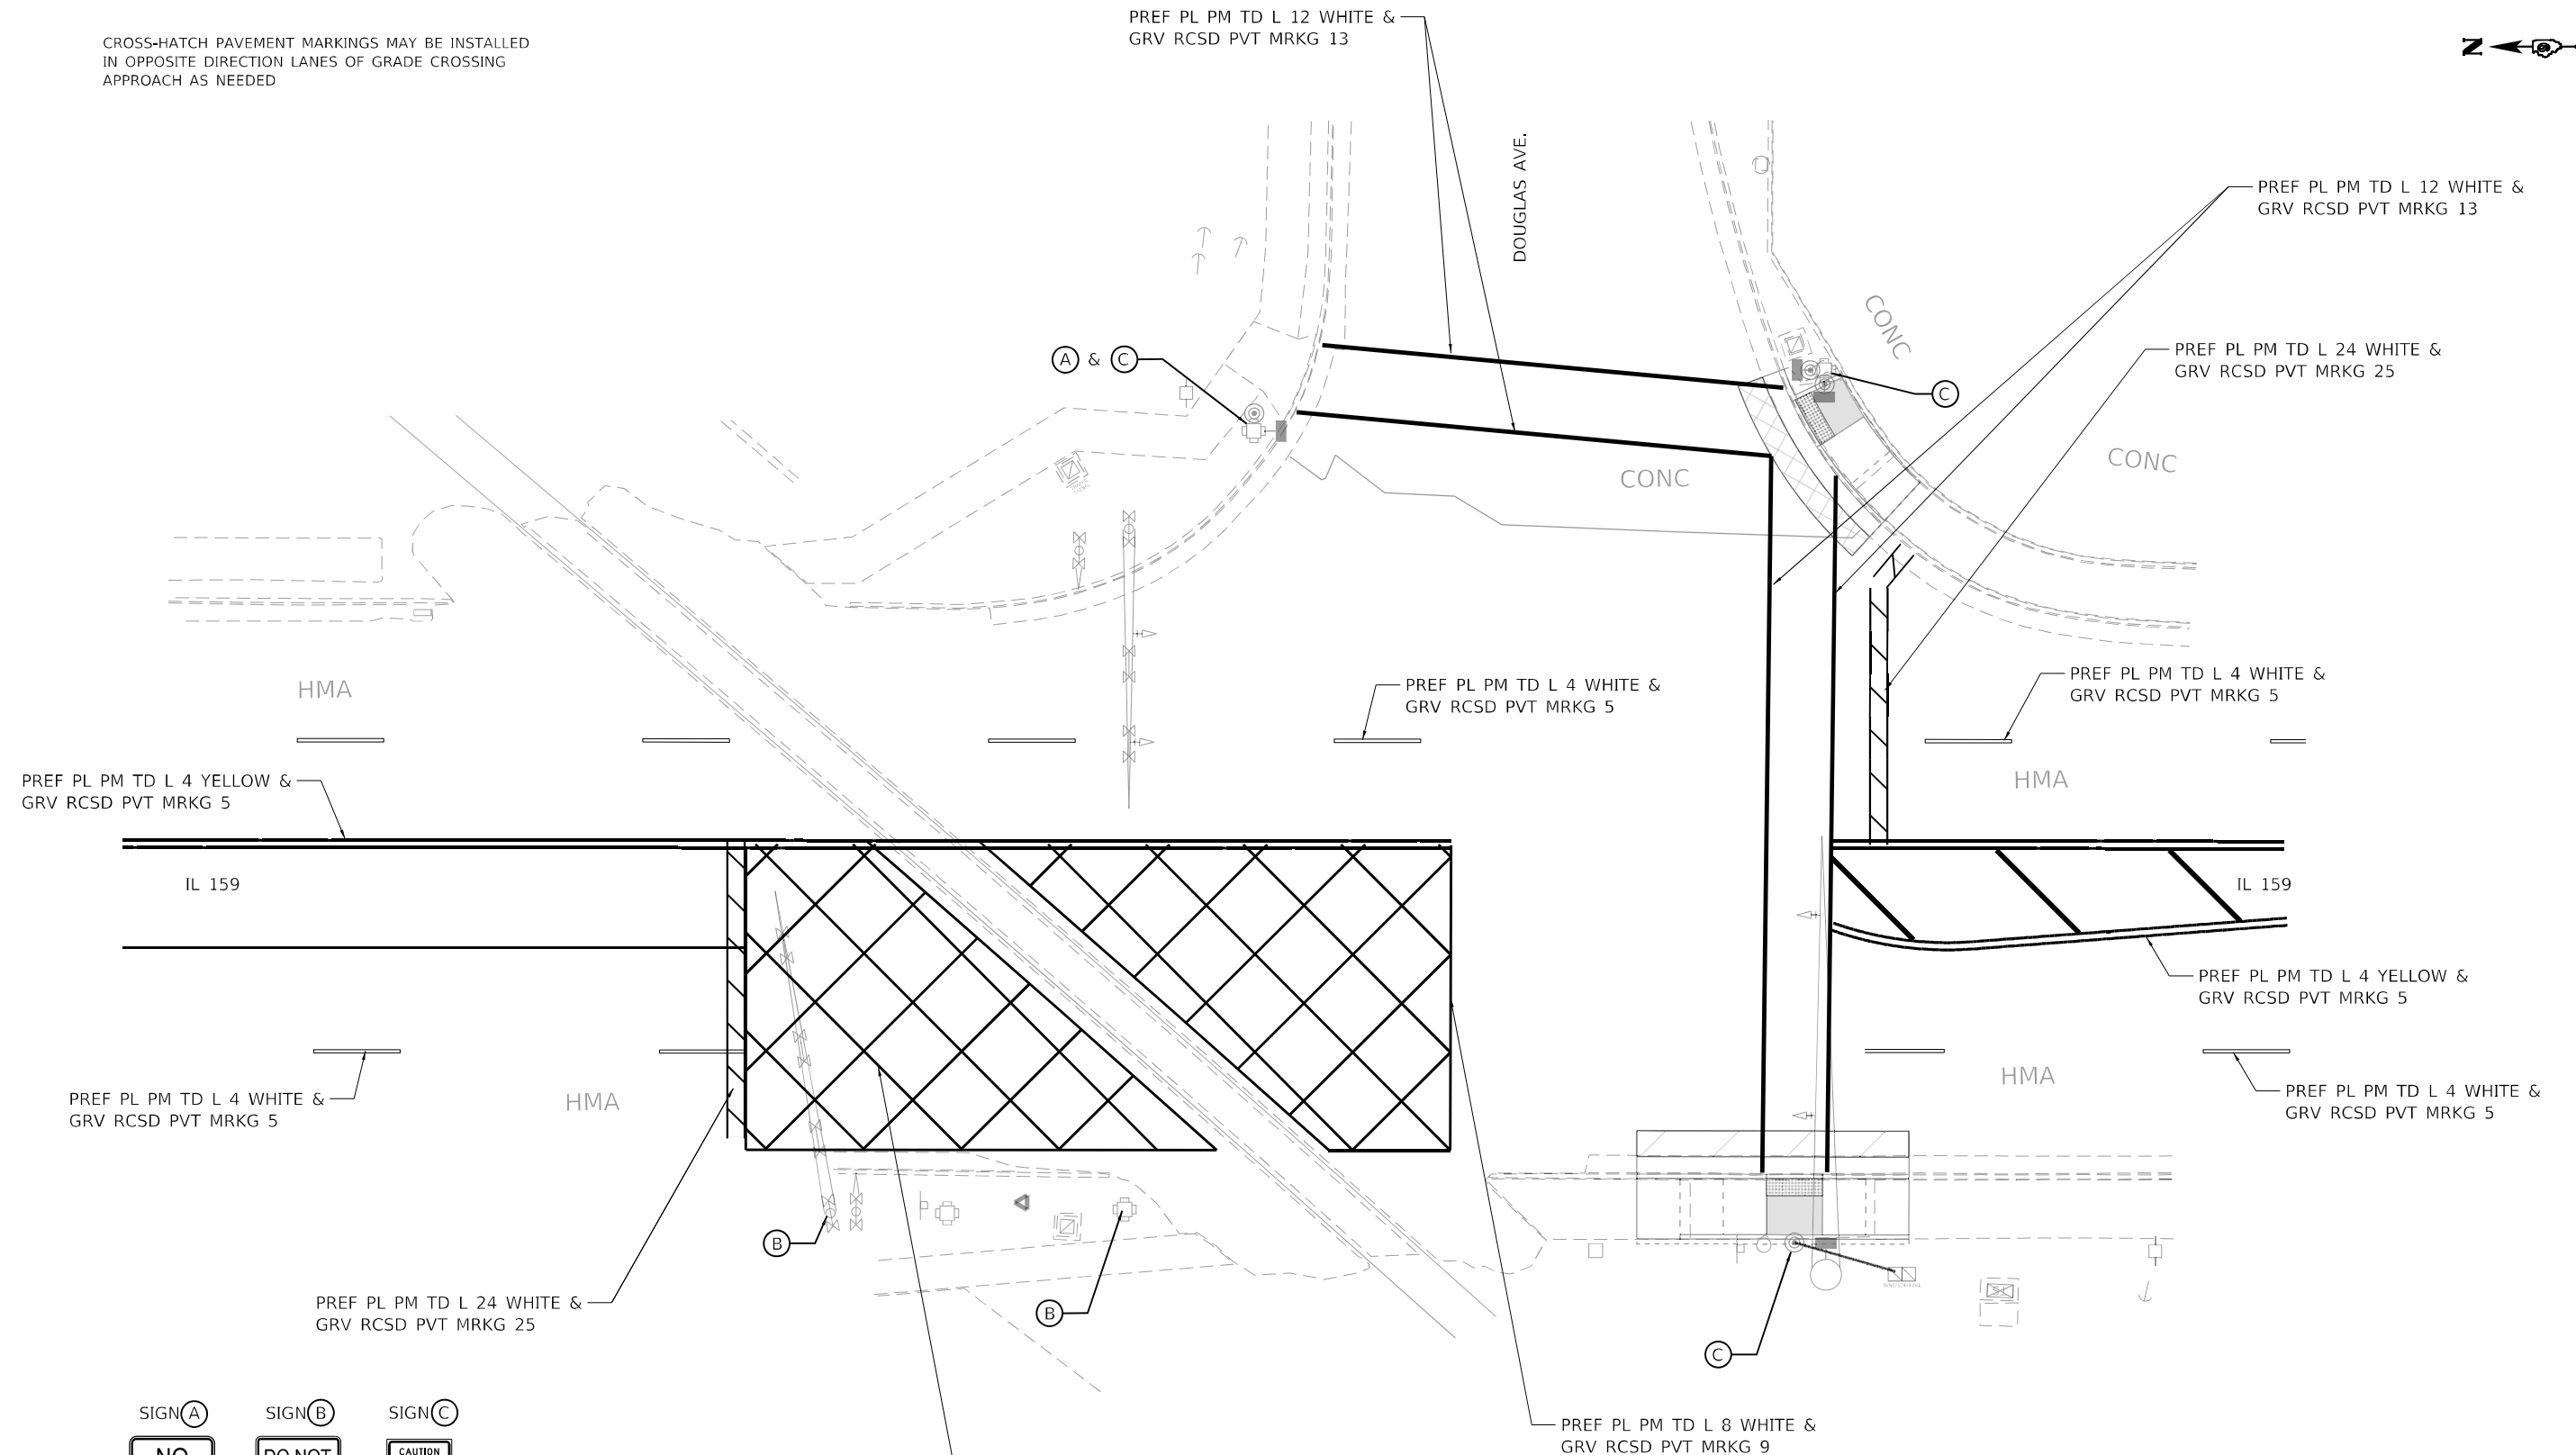 CROSS-HATCH PAVEMENT MARKINGS MAY BE INSTALLED
IN OPPOSITE DIRECTION LANES OF GRADE CROSSING
APPROACH AS NEEDED
PREF PL PM TD L 12 WHITE &
GRV RCSD PVT MRKG 13
N
DOUGLAS AVE.
PREF PL PM TD L 12 WHITE &
GRV RCSD PVT MRKG 13
CONC
A & C
PREF PL PM TD L 24 WHITE &
GRV RCSD PVT MRKG 25
C
CONC
CONC
HMA
PREF PL PM TD L 4 WHITE &
GRV RCSD PVT MRKG 5
PREF PL PM TD L 4 WHITE &
GRV RCSD PVT MRKG 5
HMA
PREF PL PM TD L 4 YELLOW &
GRV RCSD PVT MRKG 5
IL 159
IL 159
PREF PL PM TD L 4 YELLOW &
GRV RCSD PVT MRKG 5
HMA
PREF PL PM TD L 4 WHITE &
GRV RCSD PVT MRKG 5
HMA
PREF PL PM TD L 4 WHITE &
GRV RCSD PVT MRKG 5
B
B
PREF PL PM TD L 24 WHITE &
GRV RCSD PVT MRKG 25
C
SIGN A
SIGN B
SIGN C
NO
DO NOT
CAUTION
PREF PL PM TD L 8 WHITE &
GRV RCSD PVT MRKG 9